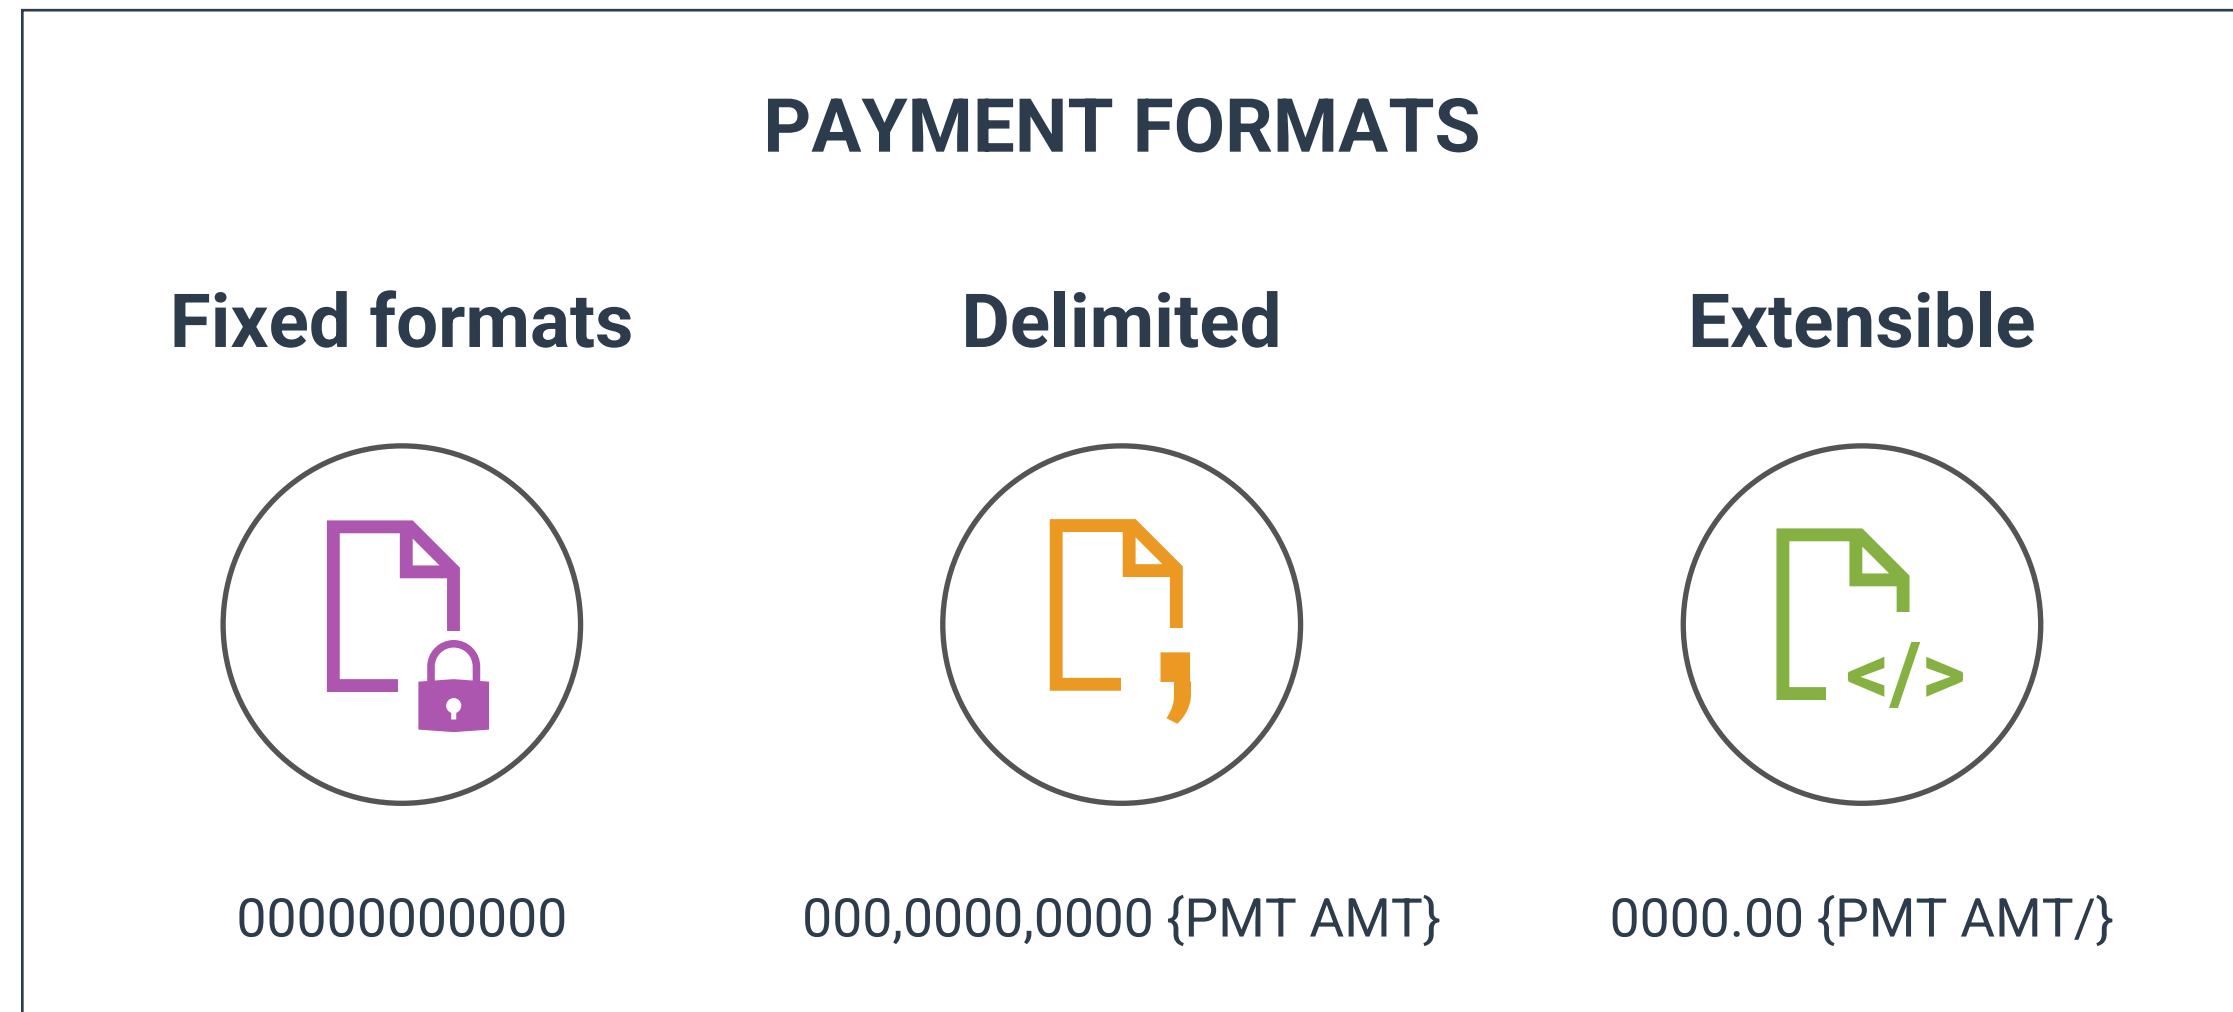 PAYMENT FORMATS
Fixed formats
Delimited
Extensible
</>
00000000000
000,0000,0000 {PMT AMT}
0000.00 {PMT AMT/}